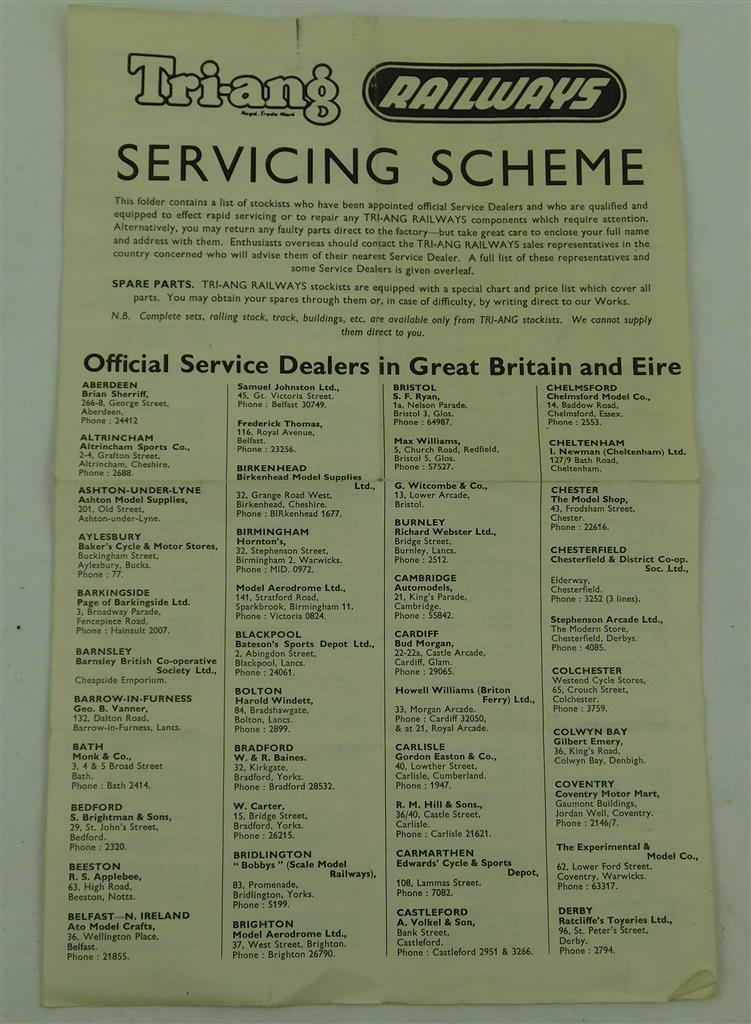 Tri-ang
Regd. Trade Mark
RAILWAYS
SERVICING SCHEME
This folder contains a list of stockists who have been appointed official Service Dealers and who are qualified and
equipped to effect rapid servicing or to repair any TRI-ANG RAILWAYS components which require attention.
Alternatively, you may return any faulty parts direct to the factory—but take great care to enclose your full name
and address with them. Enthusiasts overseas should contact the TRI-ANG RAILWAYS sales representatives in the
country concerned who will advise them of their nearest Service Dealer. A full list of these representatives and
some Service Dealers is given overleaf.
SPARE PARTS. TRI-ANG RAILWAYS stockists are equipped with a special chart and price list which cover all
parts. You may obtain your spares through them or, in case of difficulty, by writing direct to our Works.
N.B. Complete sets, rolling stock, track, buildings, etc. are available only from TRI-ANG stockists. We cannot supply
them direct to you.
Official Service Dealers in Great Britain and Eire
ABERDEEN
Brian Sherriff,
266-8, George Street,
Aberdeen,
Phone : 24412
ALTRINCHAM
Altrincham Sports Co.,
2-4, Grafton Street,
Altrincham, Cheshire,
Phone : 2688.
ASHTON-UNDER-LYNE
Ashton Model Supplies,
201, Old Street,
Ashton-under-Lyne.
AYLESBURY
Baker's Cycle & Motor Stores,
Buckingham Street,
Aylesbury, Bucks.
Phone : 77.
BARKINGSIDE
Page of Barkingside Ltd.
3, Broadway Parade,
Fencepiece Road,
Phone : Hainault 2007.
BARNSLEY
Barnsley British Co-operative
Society Ltd.,
Cheapside Emporium.
BARROW-IN-FURNESS
Geo. B. Vanner,
132, Dalton Road,
Barrow-in-Furness, Lancs.
BATH
Monk & Co.,
3, 4 & 5 Broad Street
Bath.
Phone : Bath 2414.
BEDFORD
S. Brightman & Sons,
29, St. John's Street,
Bedford.
Phone : 2320.
BEESTON
R. S. Applebee,
63, High Road,
Beeston, Notts.
BELFAST—N. IRELAND
Ato Model Crafts,
36, Wellington Place,
Belfast.
Phone : 21855.
Samuel Johnston Ltd.,
45, Gt. Victoria Street.
Phone : Belfast 30749.
Frederick Thomas,
116, Royal Avenue,
Belfast.
Phone : 23256.
BIRKENHEAD
Birkenhead Model Supplies
Ltd.,
32, Grange Road West,
Birkenhead, Cheshire.
Phone : BIRkenhead 1677.
BIRMINGHAM
Hornton's,
32, Stephenson Street,
Birmingham 2, Warwicks.
Phone : MID. 0972.
Model Aerodrome Ltd.,
141, Stratford Road,
Sparkbrook, Birmingham 11.
Phone : Victoria 0824.
BLACKPOOL
Bateson's Sports Depot Ltd.,
2, Abingdon Street,
Blackpool, Lancs.
Phone : 24061.
BOLTON
Harold Windett,
84, Bradshawgate,
Bolton, Lancs.
Phone : 2899.
BRADFORD
W. & R. Baines.
32, Kirkgate,
Bradford, Yorks.
Phone : Bradford 28532.
W. Carter,
15, Bridge Street,
Bradford, Yorks.
Phone : 26215.
BRIDLINGTON
" Bobbys " (Scale Model
Railways),
83, Promenade,
Bridlington, Yorks.
Phone : 5199.
BRIGHTON
Model Aerodrome Ltd.,
37, West Street, Brighton.
Phone : Brighton 26790.
BRISTOL
S. F. Ryan,
1a, Nelson Parade,
Bristol 3, Glos.
Phone : 64987.
Max Williams,
5, Church Road, Redfield,
Bristol 5, Glos.
Phone : 57527.
G. Witcombe & Co.,
13, Lower Arcade,
Bristol.
BURNLEY
Richard Webster Ltd.,
Bridge Street,
Burnley, Lancs.
Phone : 2512.
CAMBRIDGE
Automodels,
21, King's Parade,
Cambridge.
Phone : 55842.
CARDIFF
Bud Morgan,
22-22a, Castle Arcade,
Cardiff, Glam.
Phone : 29065.
Howell Williams (Briton
Ferry) Ltd.,
33, Morgan Arcade.
Phone : Cardiff 32050,
& at 21, Royal Arcade.
CARLISLE
Gordon Easton & Co.,
40, Lowther Street,
Carlisle, Cumberland.
Phone : 1947.
R. M. Hill & Sons.,
36/40, Castle Street,
Carlisle.
Phone : Carlisle 21621.
CARMARTHEN
Edwards' Cycle & Sports
Depot,
108, Lammas Street.
Phone : 7082.
CASTLEFORD
A. Volkel & Son,
Bank Street,
Castleford.
Phone : Castleford 2951 & 3266.
CHELMSFORD
Chelmsford Model Co.,
14, Baddow Road,
Chelmsford, Essex.
Phone : 2553.
CHELTENHAM
I. Newman (Cheltenham) Ltd.
127/9 Bath Road,
Cheltenham.
CHESTER
The Model Shop,
43, Frodsham Street,
Chester.
Phone : 22616.
CHESTERFIELD
Chesterfield & District Co-op.
Soc. Ltd.,
Elderway,
Chesterfield.
Phone : 3252 (3 lines).
Stephenson Arcade Ltd.,
The Modern Store,
Chesterfield, Derbys.
Phone : 4085.
COLCHESTER
Westend Cycle Stores,
65, Crouch Street,
Colchester.
Phone : 3759.
COLWYN BAY
Gilbert Emery,
36, King's Road,
Colwyn Bay, Denbigh.
COVENTRY
Coventry Motor Mart,
Gaumont Buildings,
Jordan Well, Coventry.
Phone : 2146/7.
The Experimental &
Model Co.,
62, Lower Ford Street,
Coventry, Warwicks.
Phone : 63317.
DERBY
Ratcliffe's Toyeries Ltd.,
96, St. Peter's Street,
Derby.
Phone : 2794.